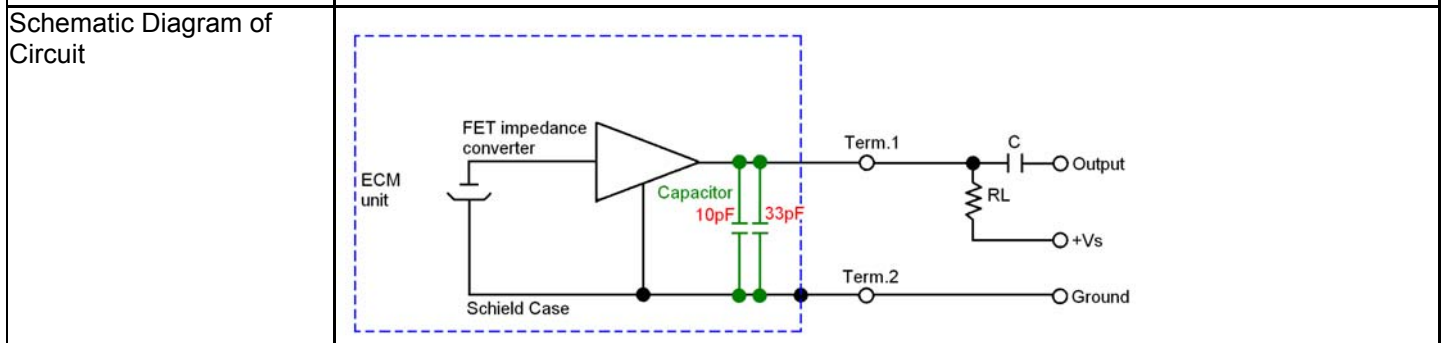 Schematic Diagram of
Circuit
FET impedance
converter
ECM
unit
Capacitor
10pF
33pF
Schield Case
Term.1
C
Output
RL
+Vs
Term.2
Ground